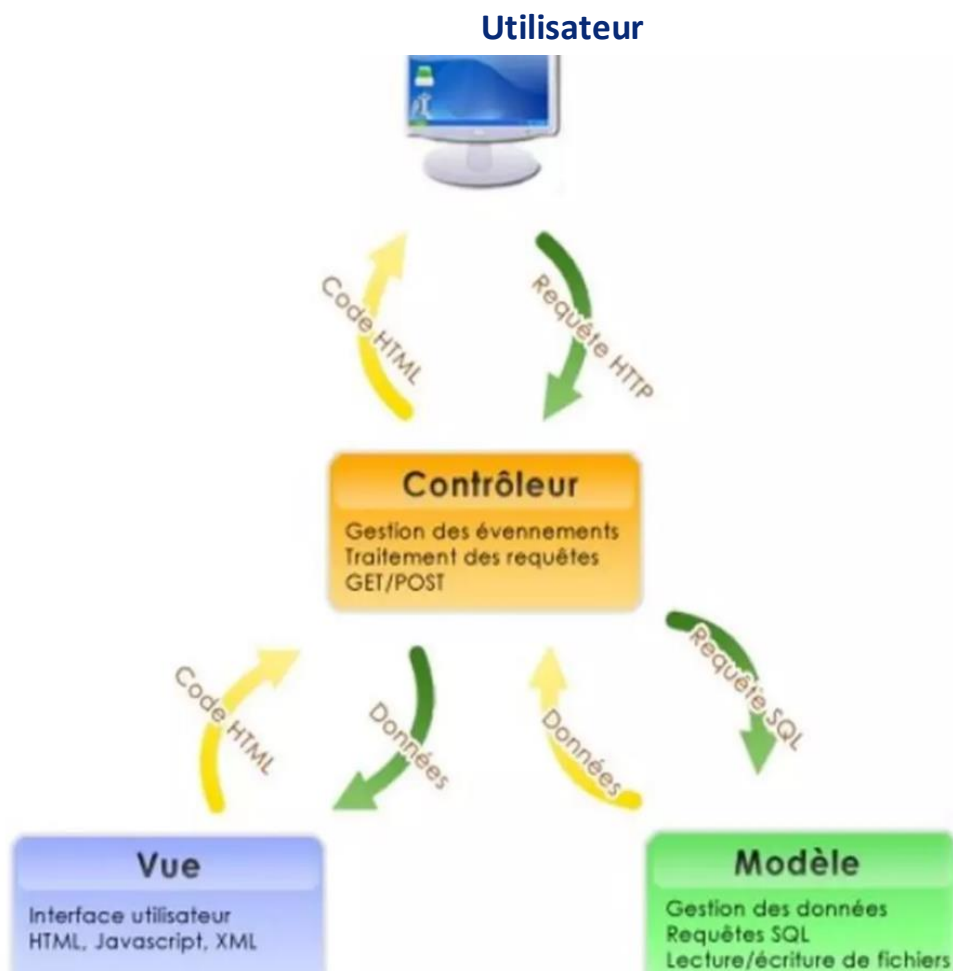 Utilisateur
Code HTML
Requête HTTP
Contrôleur
Gestion des évennements
Traitement des requêtes
GET/POST
Code HTML
Données
Données
Requête SQL
Vue
Interface utilisateur
HTML, Javascript, XML
Modèle
Gestion des données
Requêtes SQL
Lecture/écriture de fichiers